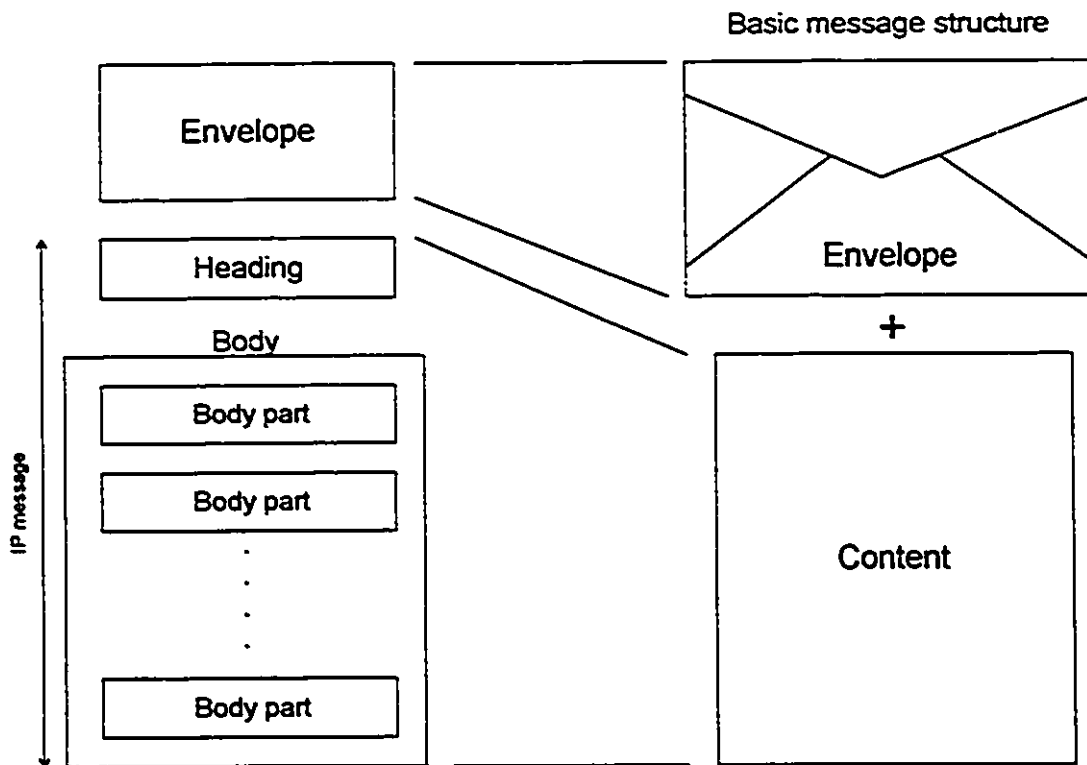 Basic message structure
Envelope
Heading
Body
Body part
Body part
Body part
IP message
Envelope
+
Content